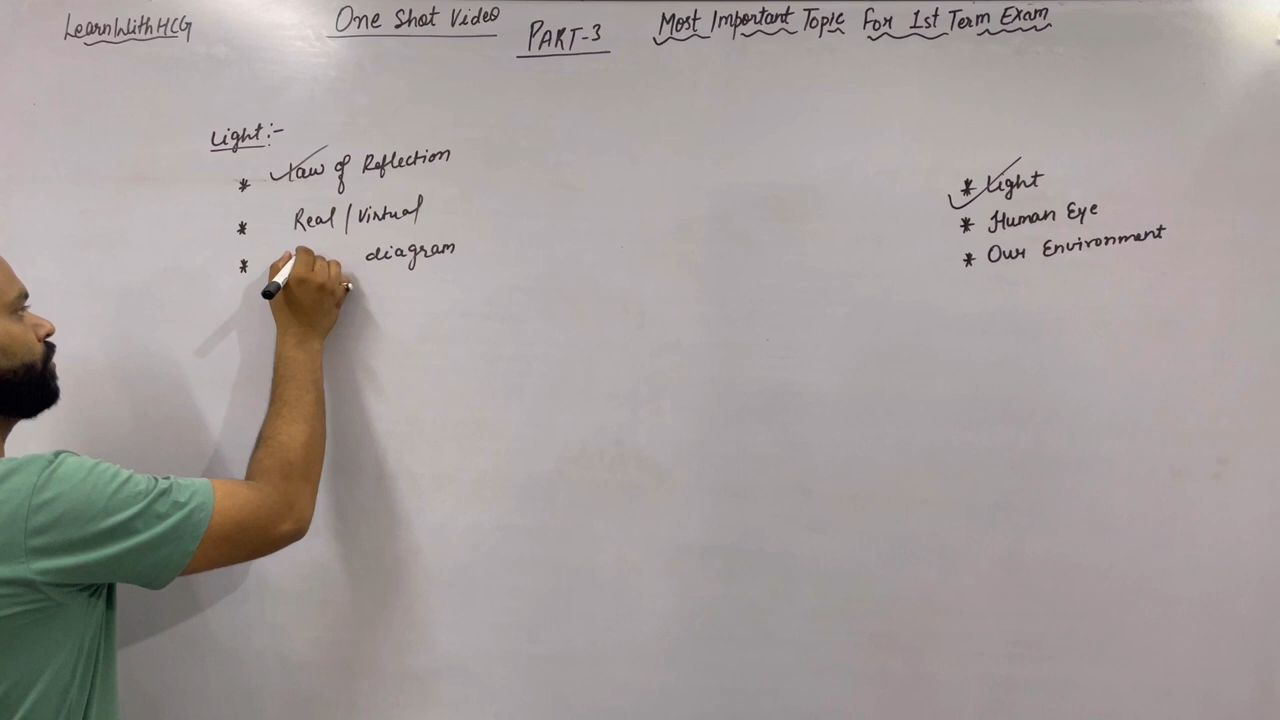 LearnWithHCG
One Shot Video
PART-3
Most Important Topic For 1st Term Exam
Light:-
* Law of Reflection
* Real / Virtual
* diagram
* Light
* Human Eye
* Our Environment